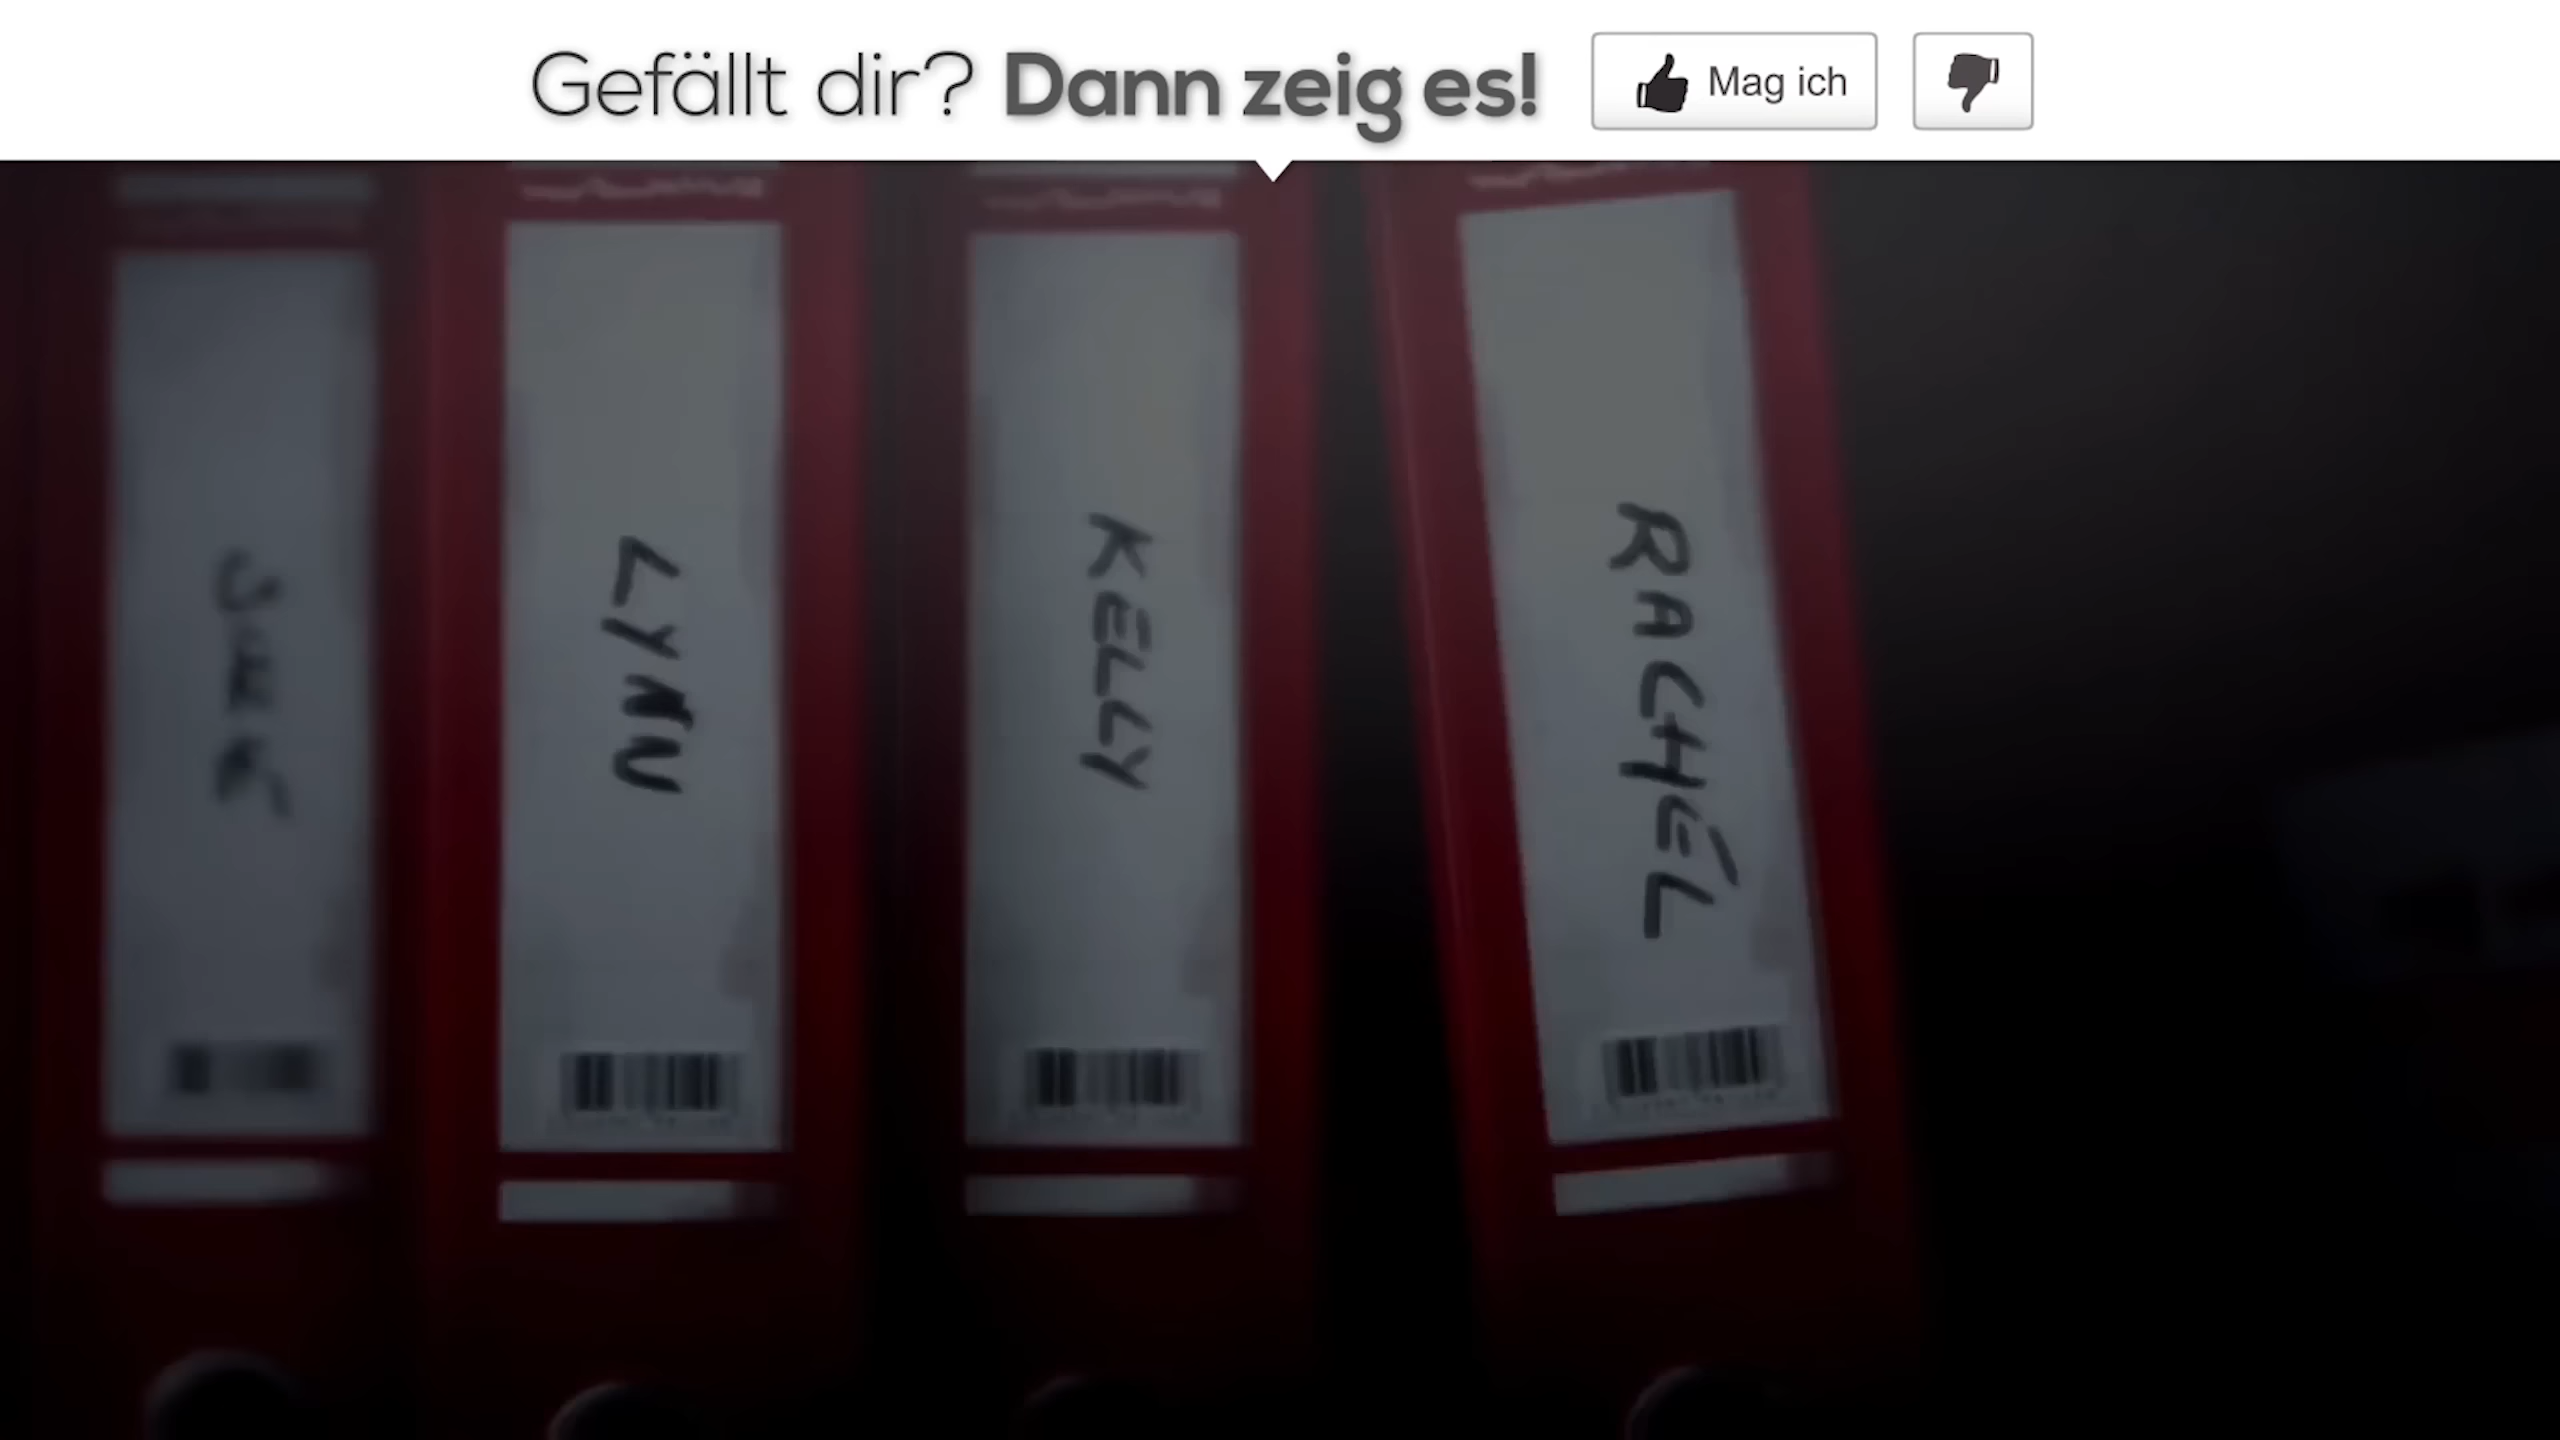 Gefällt dir? Dann zeig es!
Mag ich
LYNN
KELLY
RACHEL